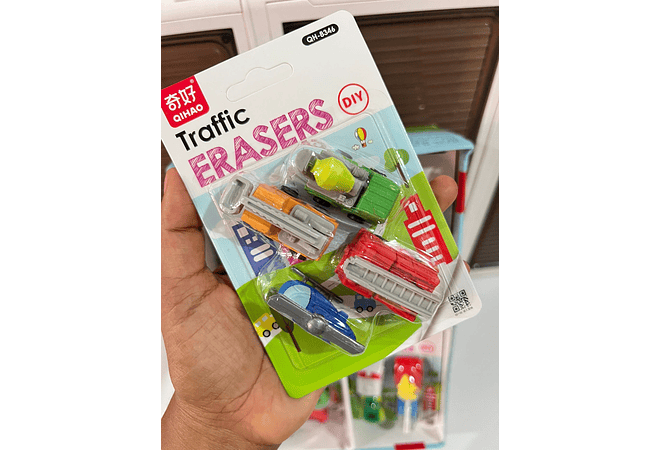 QH-8346
奇好®
QIHAO
Traffic
ERASERS
DIY